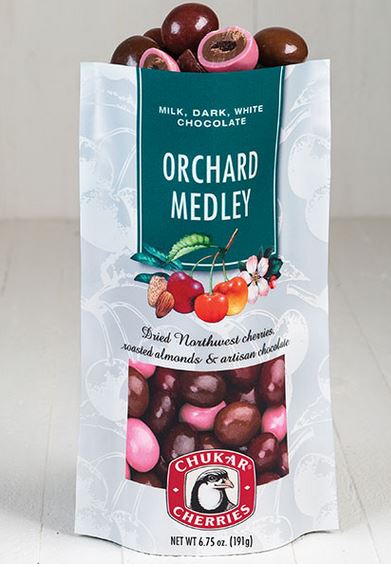 MILK, DARK, WHITE
CHOCOLATE
ORCHARD
MEDLEY
Dried Northwest cherries,
roasted almonds & artisan chocolate
CHUKAR
CHERRIES
NET WT 6.75 oz. (191g)